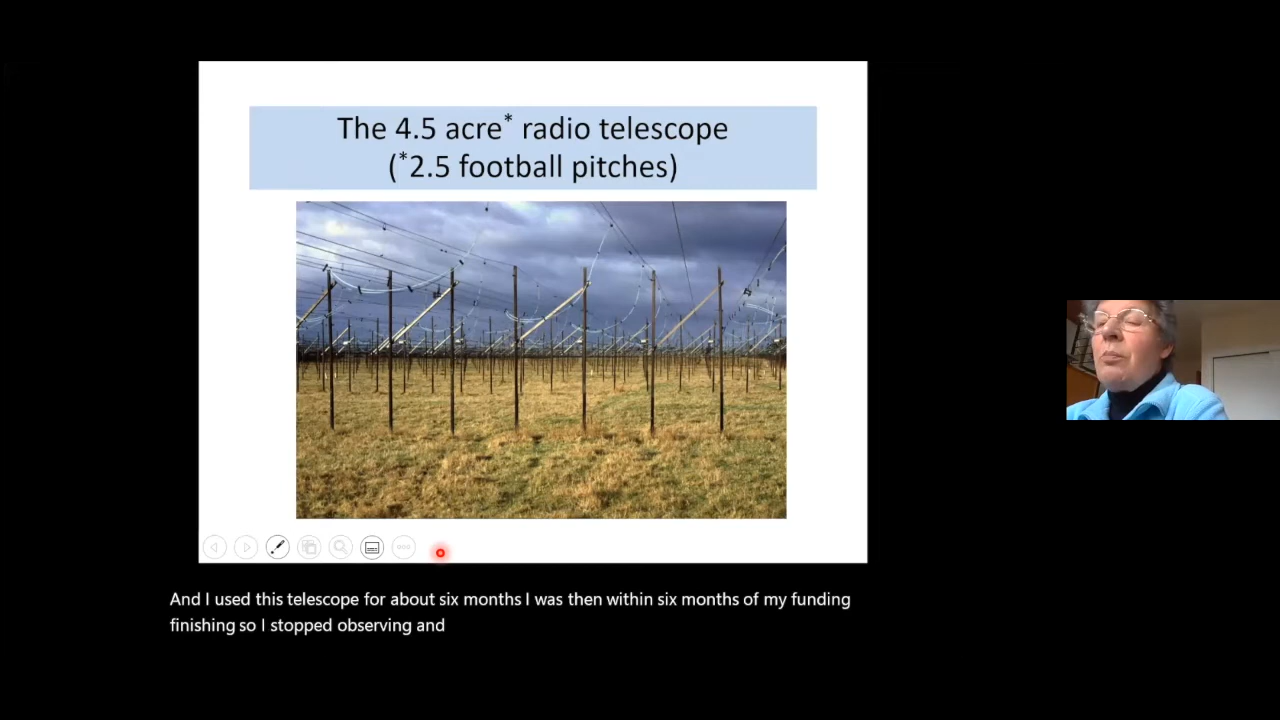 The 4.5 acre* radio telescope
(*2.5 football pitches)
And I used this telescope for about six months I was then within six months of my funding
finishing so I stopped observing and